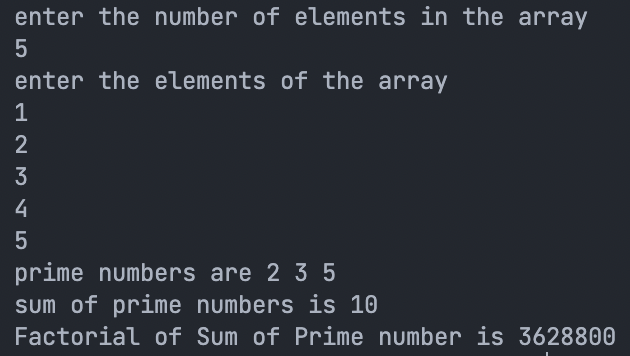 enter the number of elements in the array
5
enter the elements of the array
1
2
3
4
5
prime numbers are 2 3 5
sum of prime numbers is 10
Factorial of Sum of Prime number is 3628800